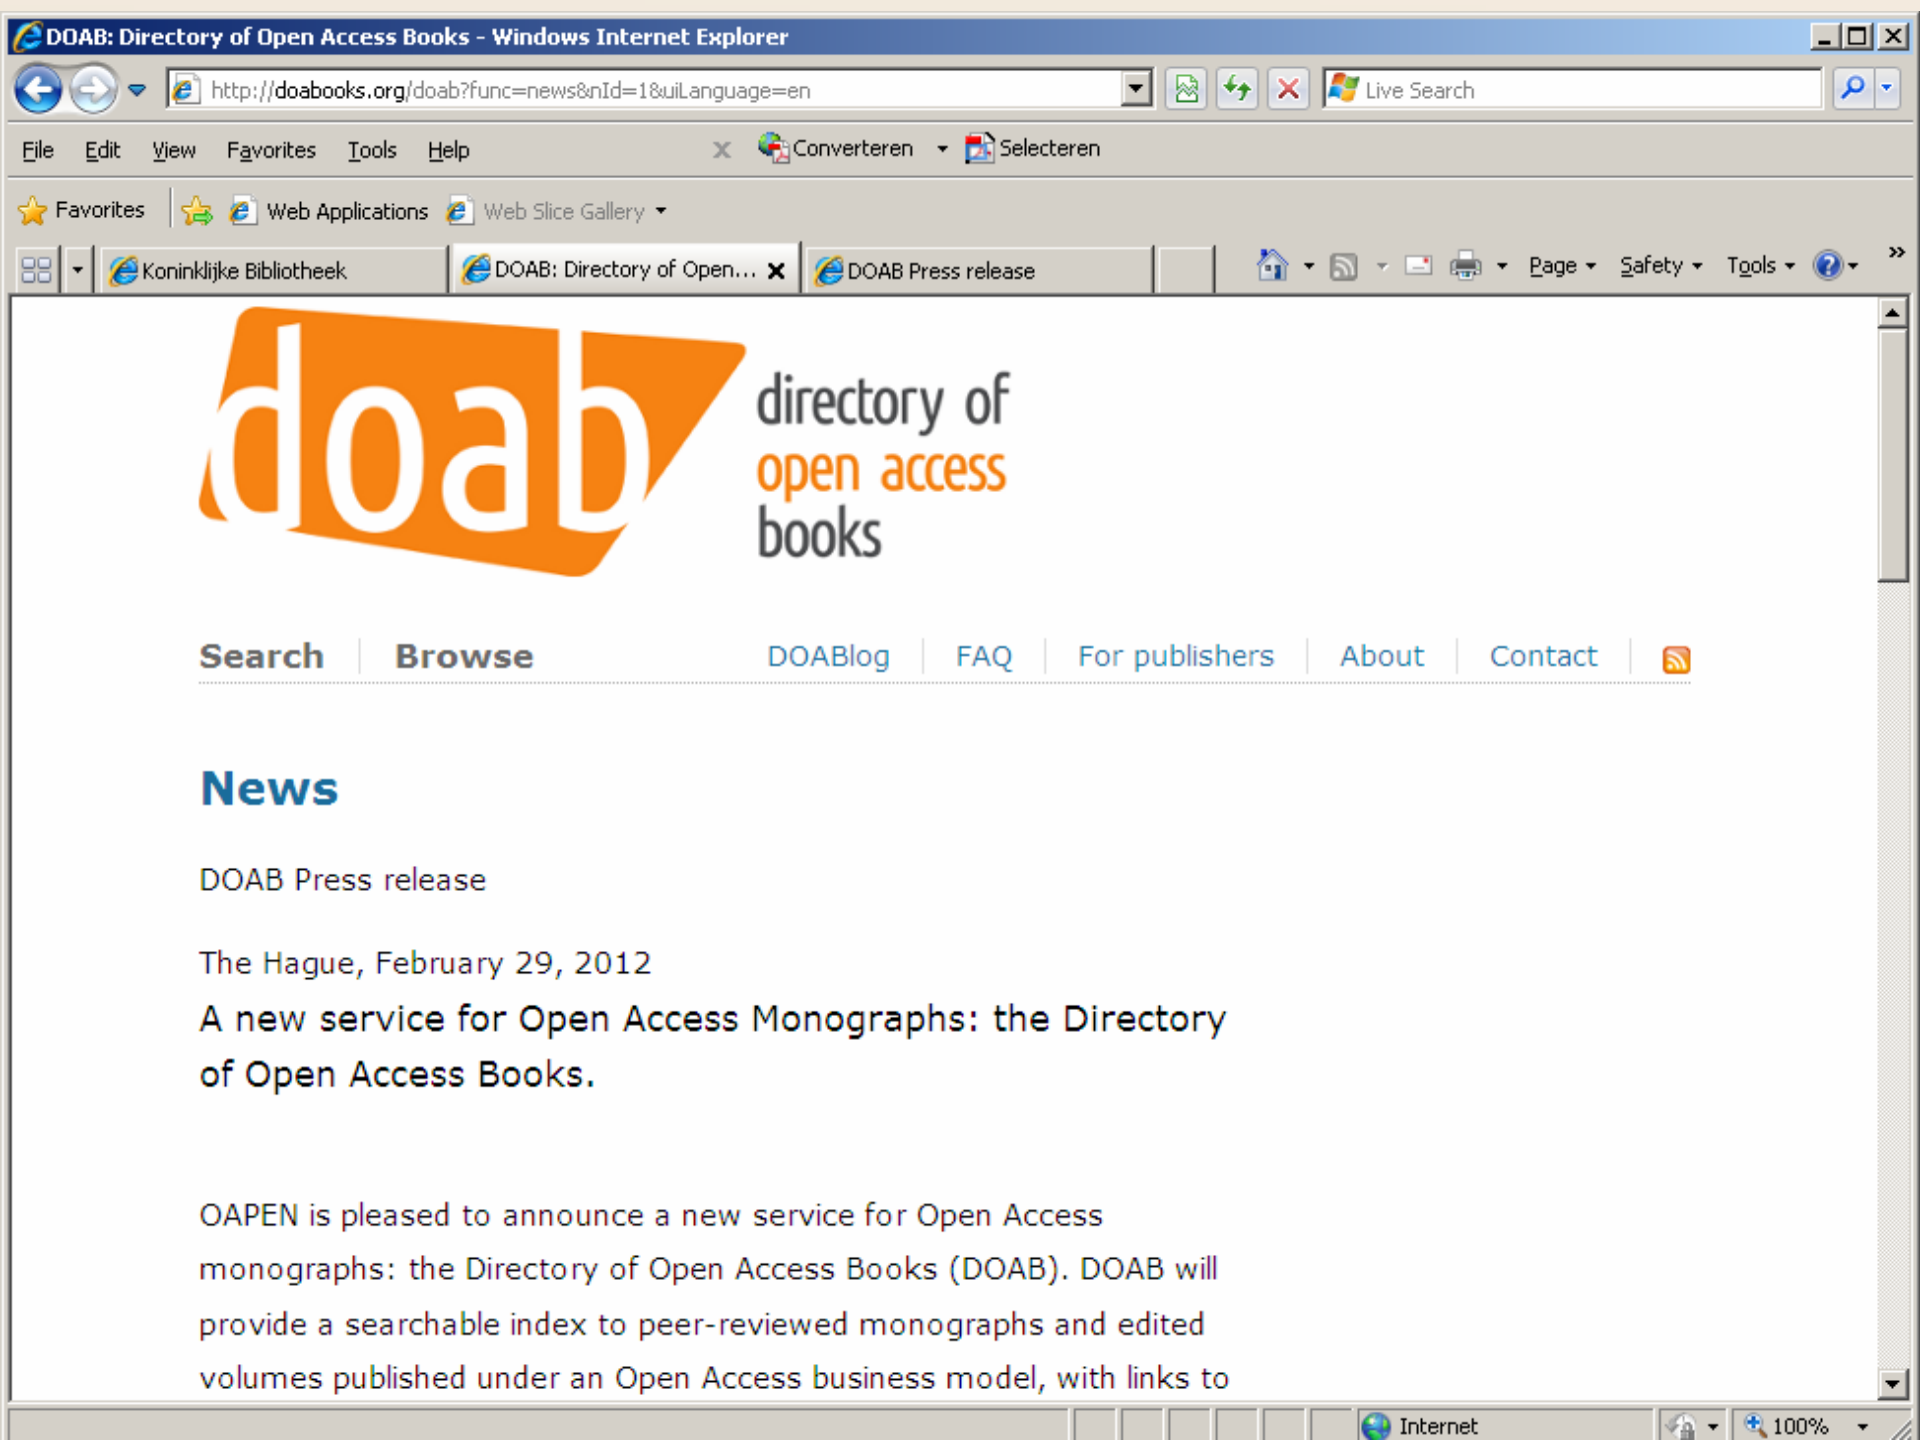 DOAB: Directory of Open Access Books - Windows Internet Explorer
http://doabooks.org/doab?func=news&nId=1&uiLanguage=en
Live Search
File Edit View Favorites Tools Help
Converteren
Selecteren
Favorites
Web Applications
Web Slice Gallery
Koninklijke Bibliotheek
DOAB: Directory of Open...
DOAB Press release
Page
Safety
Tools
»
doab
directory of
open access
books
Search Browse DOABlog FAQ For publishers About Contact
News
DOAB Press release
The Hague, February 29, 2012
A new service for Open Access Monographs: the Directory
of Open Access Books.
OAPEN is pleased to announce a new service for Open Access
monographs: the Directory of Open Access Books (DOAB). DOAB will
provide a searchable index to peer-reviewed monographs and edited
volumes published under an Open Access business model, with links to
Internet
100%